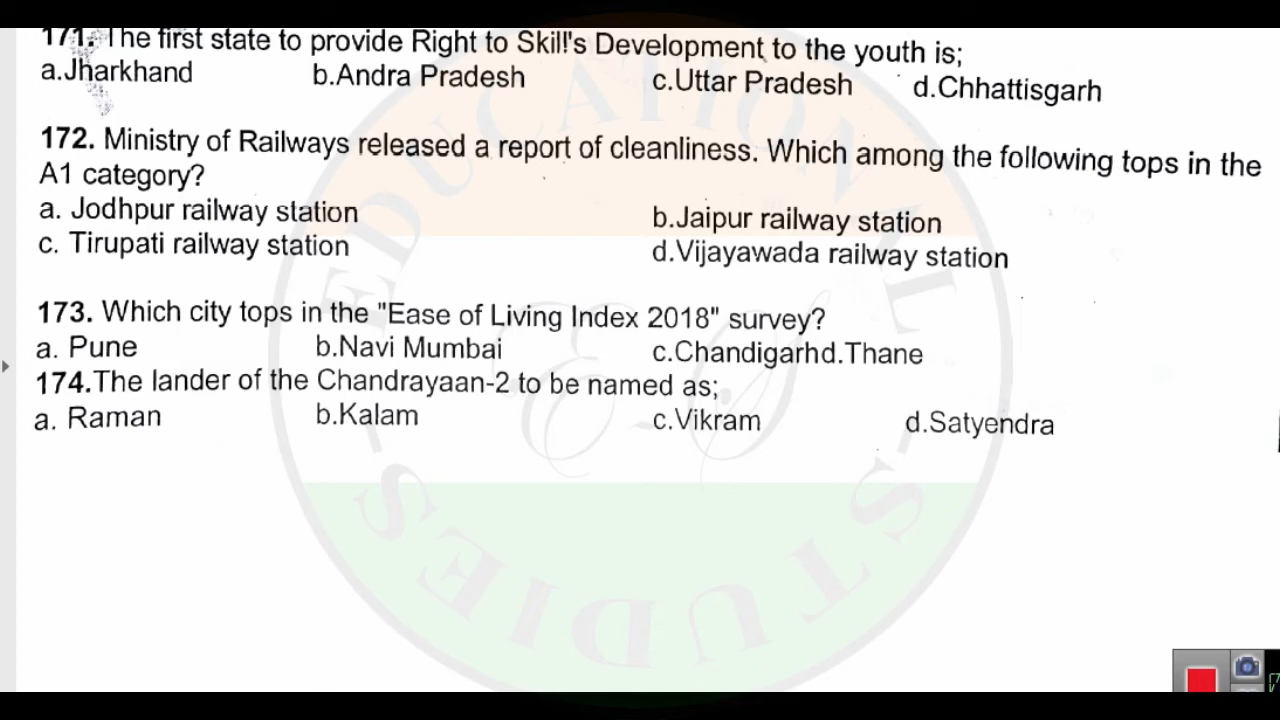 171. The first state to provide Right to Skill's Development to the youth is;
a.Jharkhand b.Andra Pradesh c.Uttar Pradesh d.Chhattisgarh
172. Ministry of Railways released a report of cleanliness. Which among the following tops in the
A1 category?
a. Jodhpur railway station b.Jaipur railway station
c. Tirupati railway station d.Vijayawada railway station
173. Which city tops in the "Ease of Living Index 2018" survey?
a. Pune b.Navi Mumbai c.Chandigarhd.Thane
174.The lander of the Chandrayaan-2 to be named as;
a. Raman b.Kalam c.Vikram d.Satyendra
EDUCATIONAL
ES
STUDIES